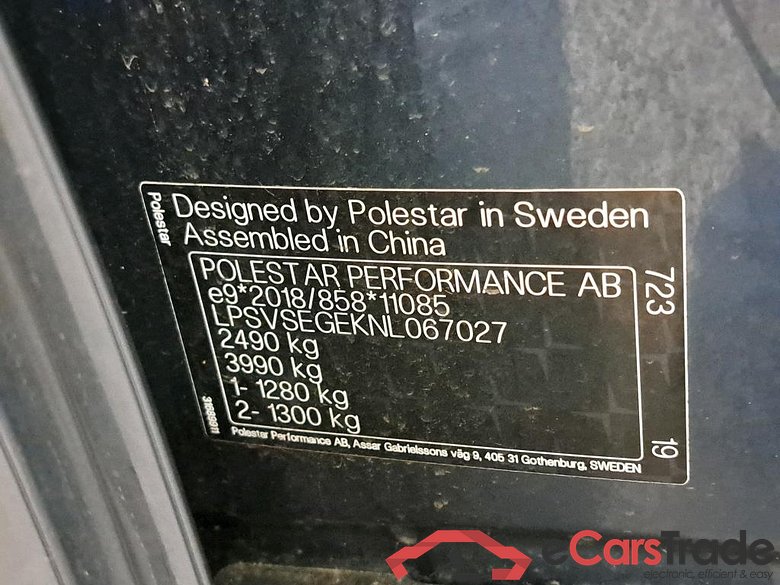 Polestar
Designed by Polestar in Sweden
Assembled in China
POLESTAR PERFORMANCE AB
e9*2018/858*11085
LPSVSEGEKNL067027
2490 kg
3990 kg
1- 1280 kg
2- 1300 kg
723
19
Polestar Performance AB, Assar Gabrielssons väg 9, 405 31 Gothenburg, SWEDEN
eCarsTrade
electronic, efficient & easy